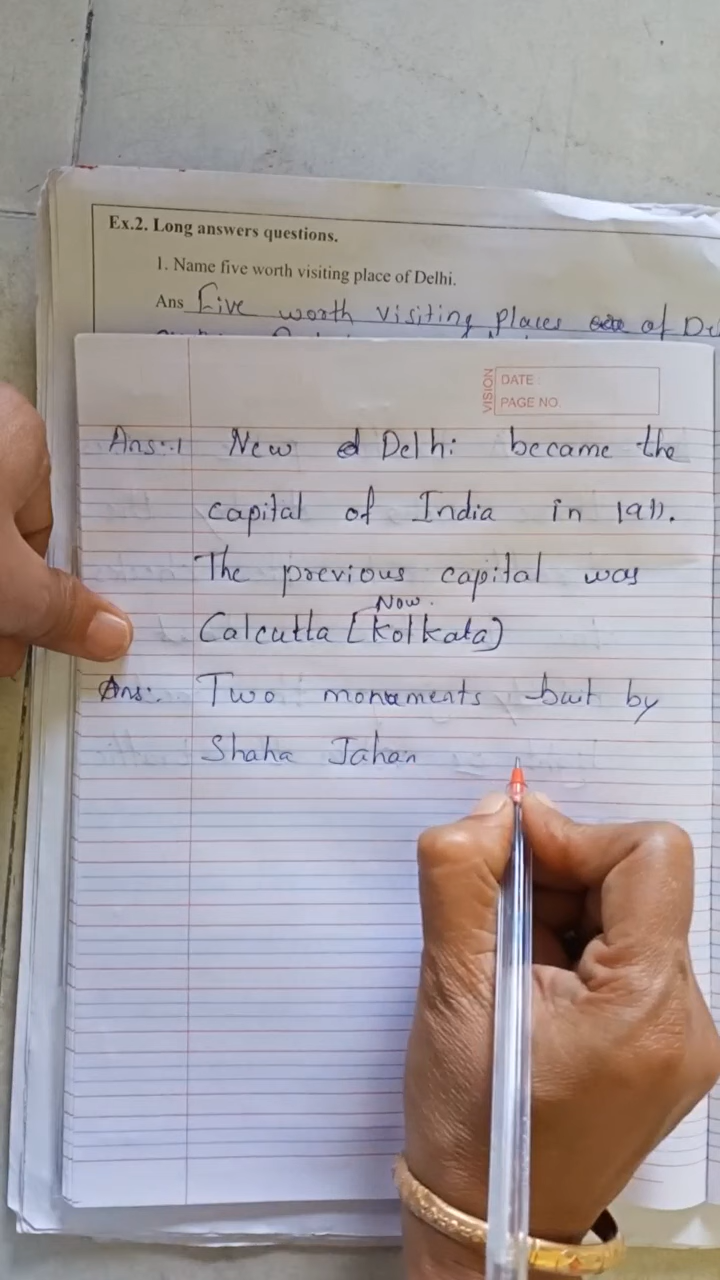 Ex.2. Long answers questions.
1. Name five worth visiting place of Delhi.
Ans Five worth visiting places of De
VISION
DATE :
PAGE NO.
Ans:-1 New Delhi became the
capital of India in 1911.
The previous capital was
Now.
Calcutta [Kolkata)
Ans:. Two monaments buit by
Shaha Jahan